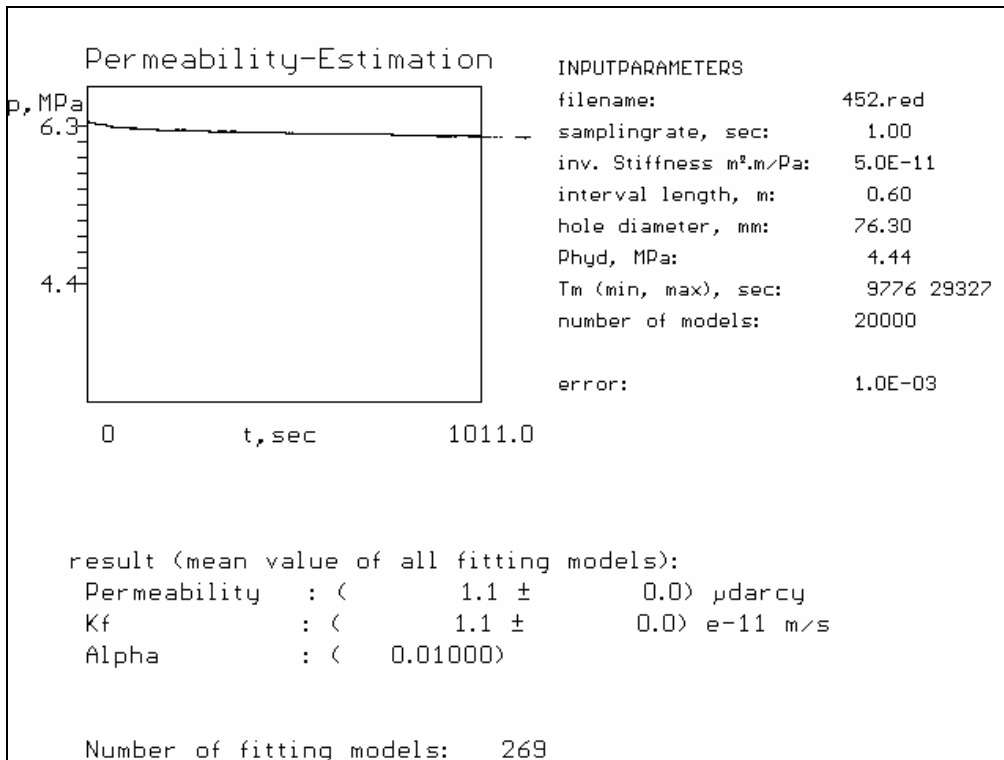 Permeability-Estimation
p,MPa
6.3
4.4
0 t,sec 1011.0
INPUTPARAMETERS
filename: 452.red
samplingrate, sec: 1.00
inv. Stiffness m².m/Pa: 5.0E-11
interval length, m: 0.60
hole diameter, mm: 76.30
Phyd, MPa: 4.44
Tm (min, max), sec: 9776 29327
number of models: 20000
error: 1.0E-03
result (mean value of all fitting models):
Permeability : ( 1.1 ± 0.0) µdarcy
Kf : ( 1.1 ± 0.0) e-11 m/s
Alpha : ( 0.01000)
Number of fitting models: 269